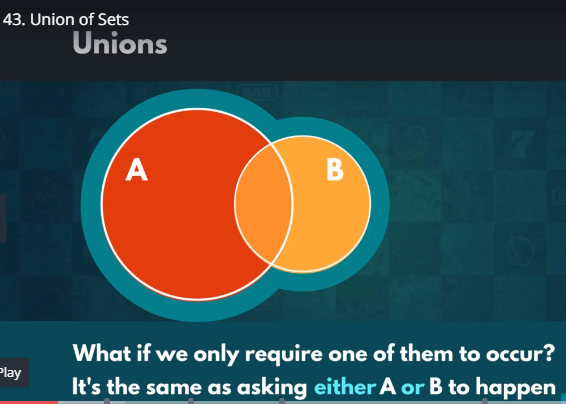 43. Union of Sets
Unions
A
B
What if we only require one of them to occur?
Play
It's the same as asking either A or B to happen